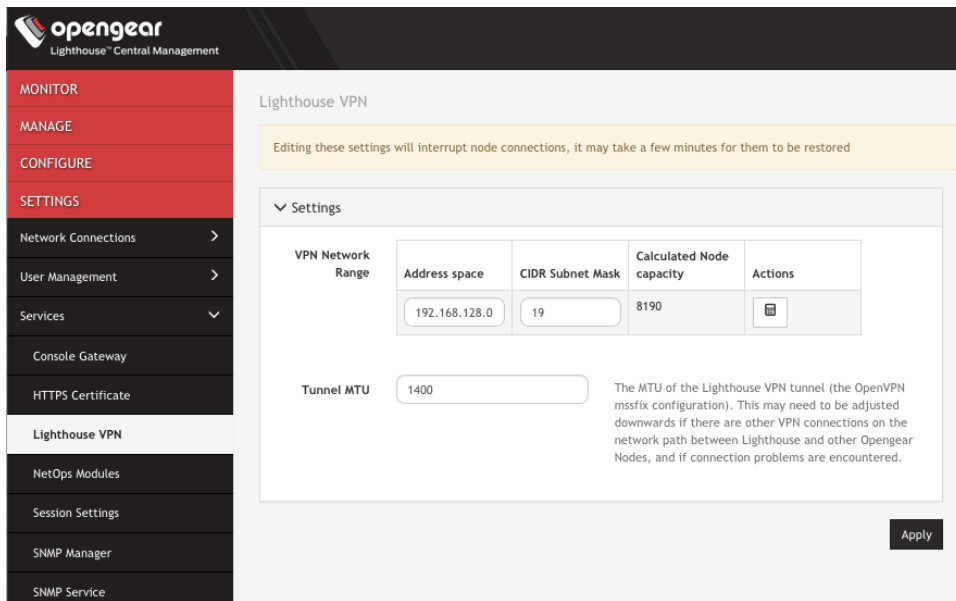 opengear
Lighthouse™ Central Management
MONITOR
MANAGE
CONFIGURE
SETTINGS
Network Connections
User Management
Services
Console Gateway
HTTPS Certificate
Lighthouse VPN
NetOps Modules
Session Settings
SNMP Manager
SNMP Service
Lighthouse VPN
Editing these settings will interrupt node connections, it may take a few minutes for them to be restored
Settings
VPN Network
Range
Address space
CIDR Subnet Mask
Calculated Node
capacity
Actions
192.168.128.0
19
8190
Tunnel MTU
1400
The MTU of the Lighthouse VPN tunnel (the OpenVPN
mssfix configuration). This may need to be adjusted
downwards if there are other VPN connections on the
network path between Lighthouse and other Opengear
Nodes, and if connection problems are encountered.
Apply